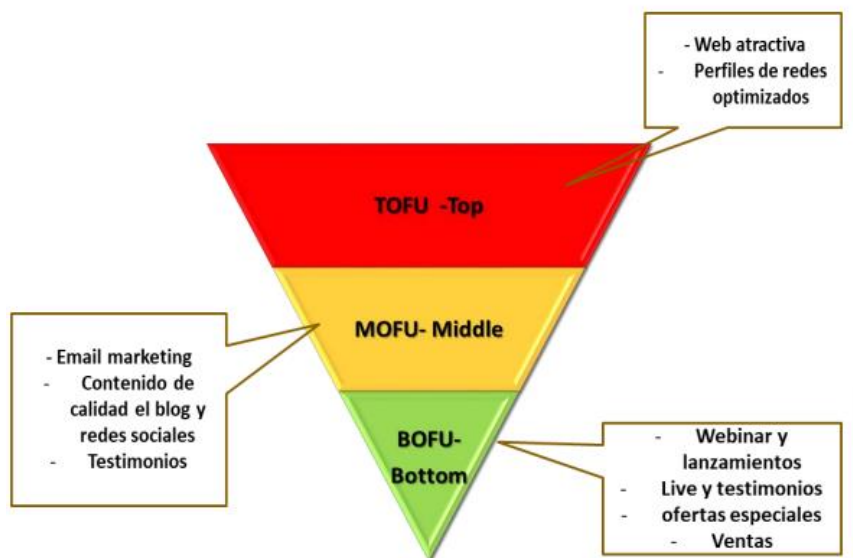 - Web atractiva
- Perfiles de redes
optimizados
TOFU -Top
MOFU- Middle
- Email marketing
- Contenido de
calidad el blog y
redes sociales
- Testimonios
BOFU-
Bottom
- Webinar y
lanzamientos
- Live y testimonios
- ofertas especiales
- Ventas